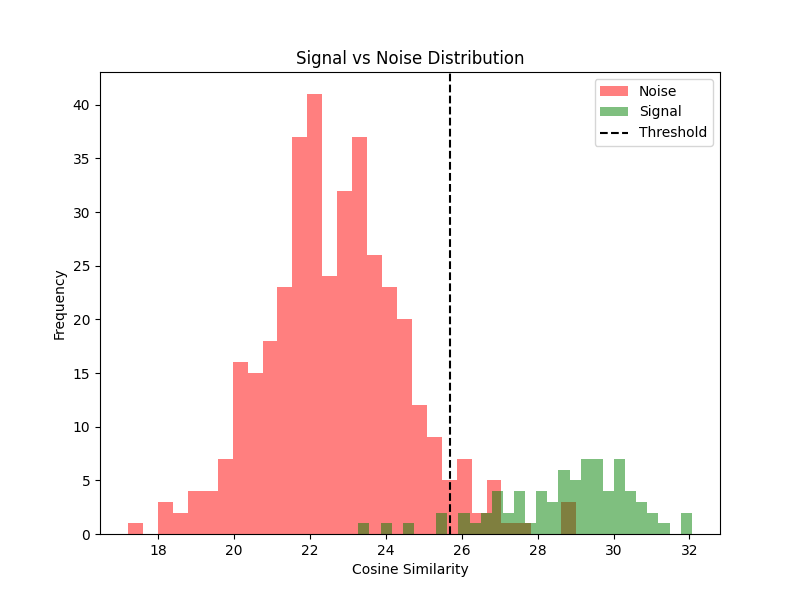 Signal vs Noise Distribution
Noise
Signal
Threshold
Frequency
40
35
30
25
20
15
10
5
0
18 20 22 24 26 28 30 32
Cosine Similarity